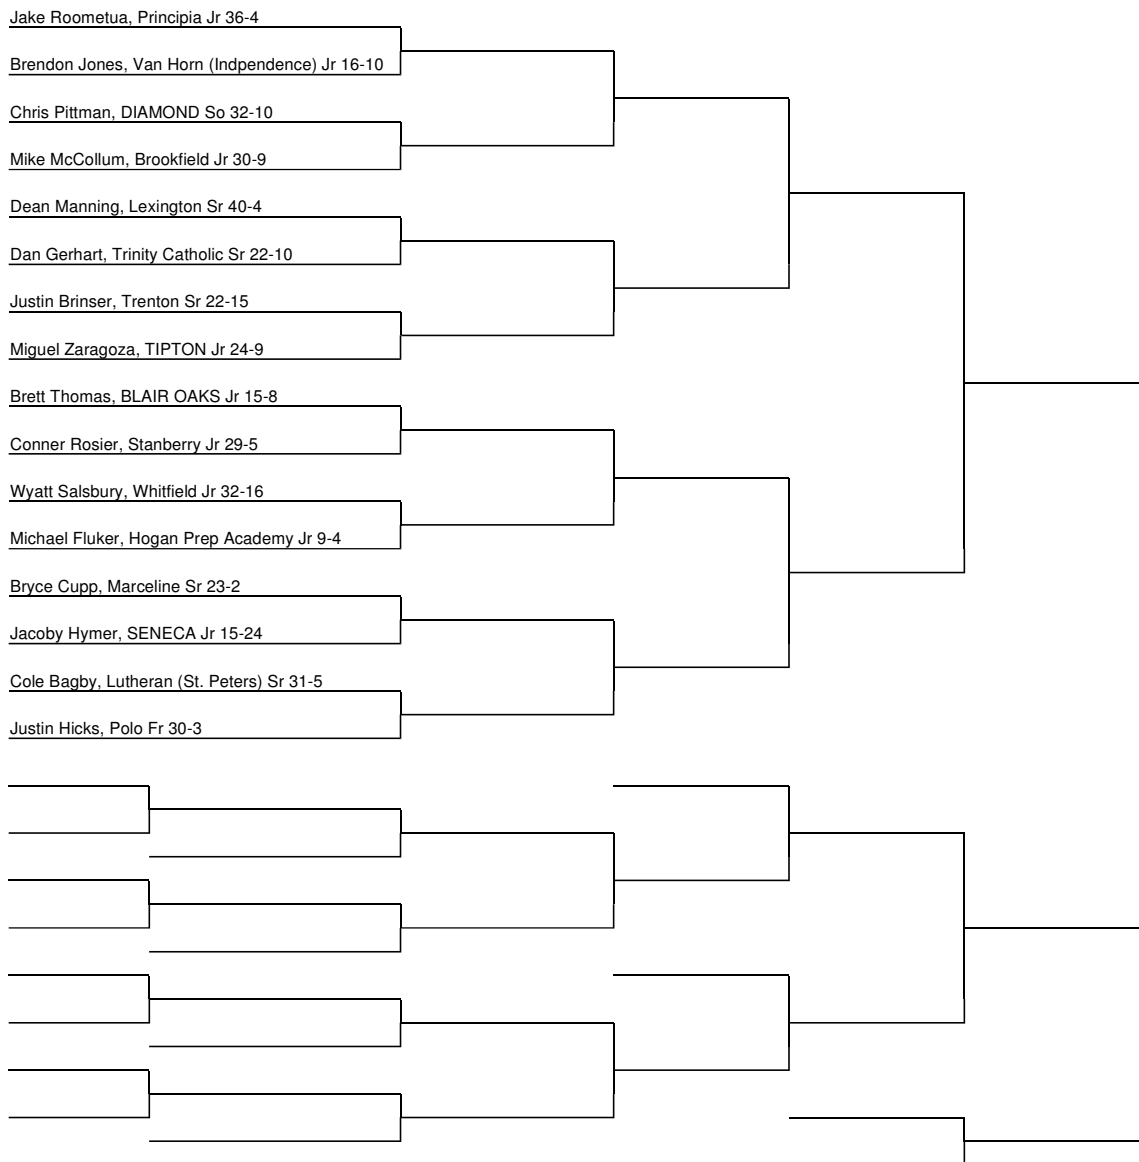 Jake Roometua, Principia Jr 36-4
Brendon Jones, Van Horn (Indpendence) Jr 16-10
Chris Pittman, DIAMOND So 32-10
Mike McCollum, Brookfield Jr 30-9
Dean Manning, Lexington Sr 40-4
Dan Gerhart, Trinity Catholic Sr 22-10
Justin Brinser, Trenton Sr 22-15
Miguel Zaragoza, TIPTON Jr 24-9
Brett Thomas, BLAIR OAKS Jr 15-8
Conner Rosier, Stanberry Jr 29-5
Wyatt Salsbury, Whitfield Jr 32-16
Michael Fluker, Hogan Prep Academy Jr 9-4
Bryce Cupp, Marceline Sr 23-2
Jacoby Hymer, SENECA Jr 15-24
Cole Bagby, Lutheran (St. Peters) Sr 31-5
Justin Hicks, Polo Fr 30-3